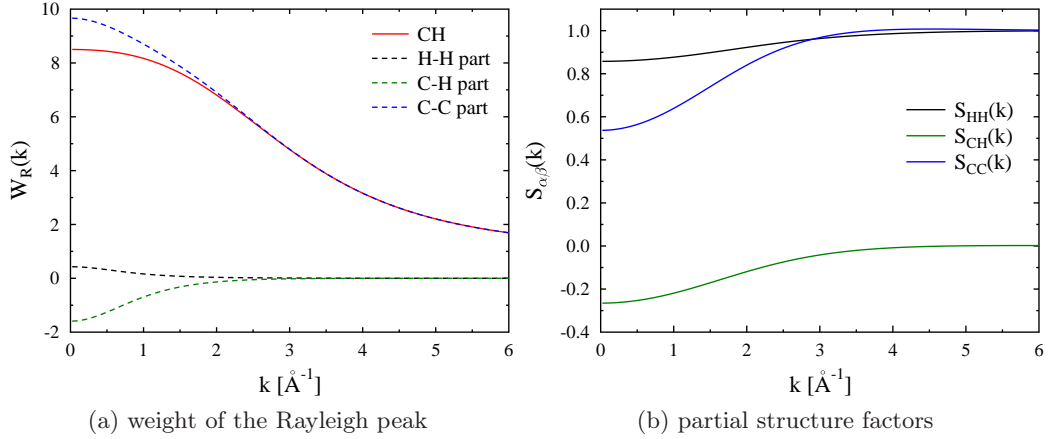 10
8
6
4
2
0
-2
W_R(k)
CH
H-H part
C-H part
C-C part
0 1 2 3 4 5 6
k [Å^-1]
(a) weight of the Rayleigh peak
1.0
0.8
0.6
0.4
0.2
0.0
-0.2
-0.4
S_αβ(k)
S_HH(k)
S_CH(k)
S_CC(k)
0 1 2 3 4 5 6
k [Å^-1]
(b) partial structure factors